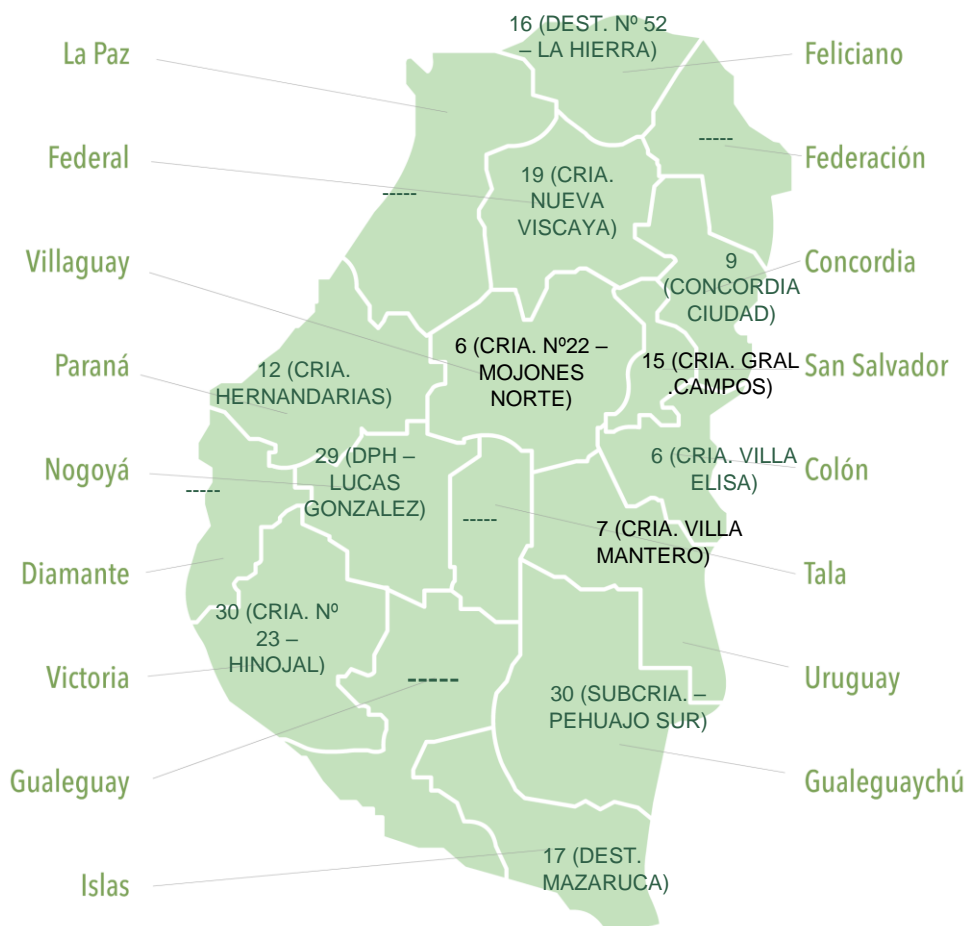 16 (DEST. Nº 52
– LA HIERRA)
La Paz
Feliciano
-----
Federal
Federación
19 (CRIA.
NUEVA
VISCAYA)
-----
Villaguay
9
(CONCORDIA
CIUDAD)
Concordia
6 (CRIA. Nº22 –
MOJONES
NORTE)
Paraná
12 (CRIA.
HERNANDARIAS)
15 (CRIA. GRAL
.CAMPOS)
San Salvador
Nogoyá
29 (DPH –
LUCAS
GONZALEZ)
6 (CRIA. VILLA
ELISA)
Colón
-----
-----
7 (CRIA. VILLA
MANTERO)
Diamante
Tala
30 (CRIA. Nº
23 –
HINOJAL)
Victoria
-----
Uruguay
30 (SUBCRIA. –
PEHUAJO SUR)
Gualeguay
Gualeguaychú
17 (DEST.
MAZARUCA)
Islas